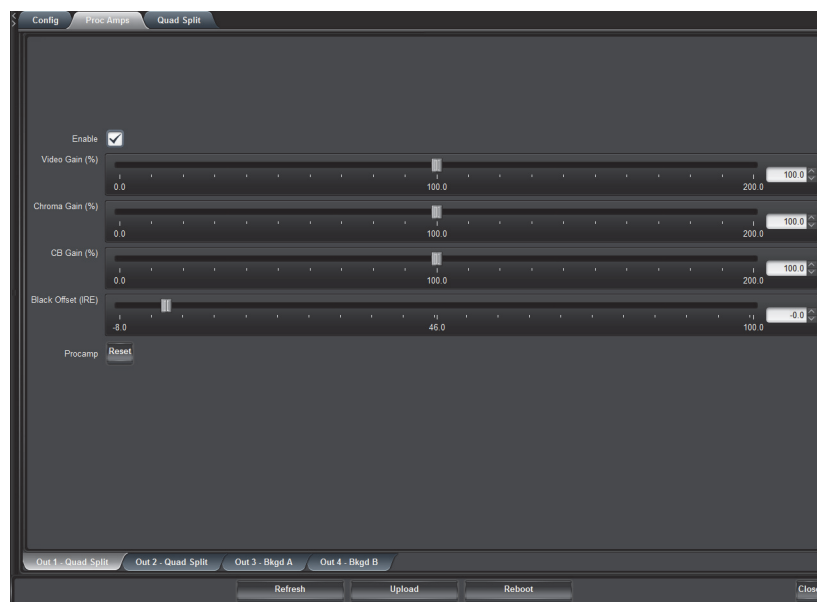 Config Proc Amps Quad Split
Enable
Video Gain (%) 100.0
0.0 100.0 200.0
Chroma Gain (%) 100.0
0.0 100.0 200.0
CB Gain (%) 100.0
0.0 100.0 200.0
Black Offset (IRE) -0.0
-8.0 46.0 100.0
Procamp Reset
Out 1 - Quad Split Out 2 - Quad Split Out 3 - Bkgd A Out 4 - Bkgd B
Refresh Upload Reboot Close